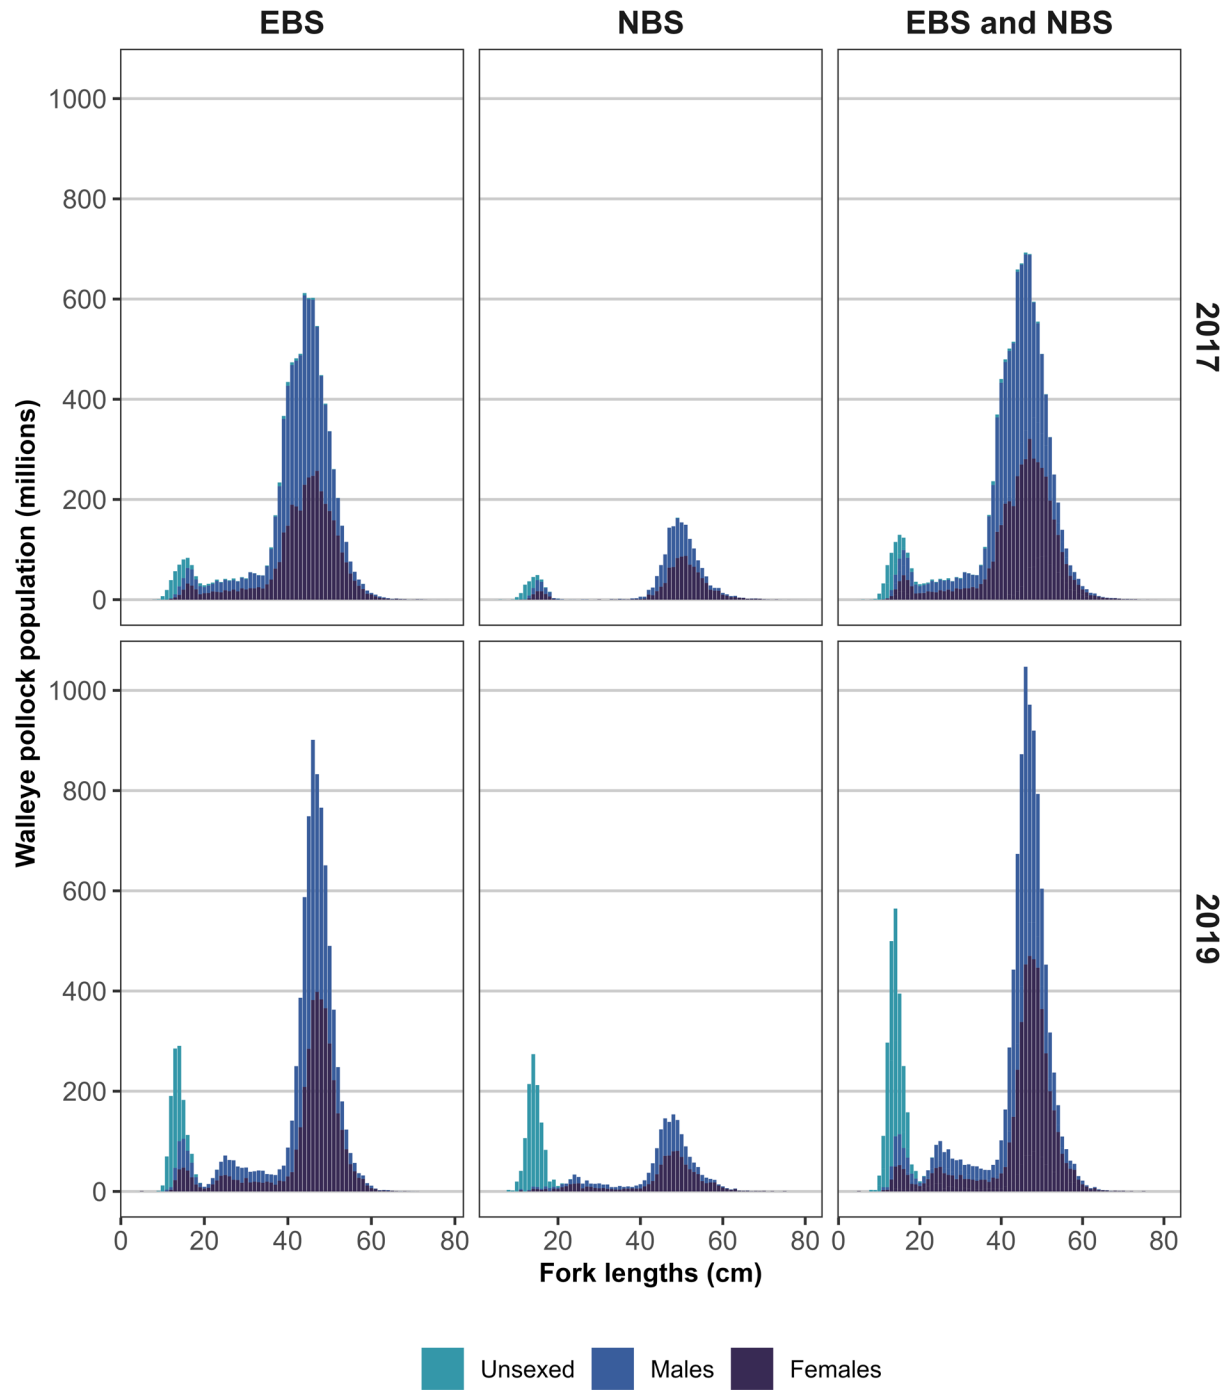 EBS NBS EBS and NBS
Walleye pollock population (millions)
1000
800
600
400
200
0
2017
1000
800
600
400
200
0
2019
0 20 40 60 80 20 40 60 80 0 20 40 60 80
Fork lengths (cm)
Unsexed Males Females